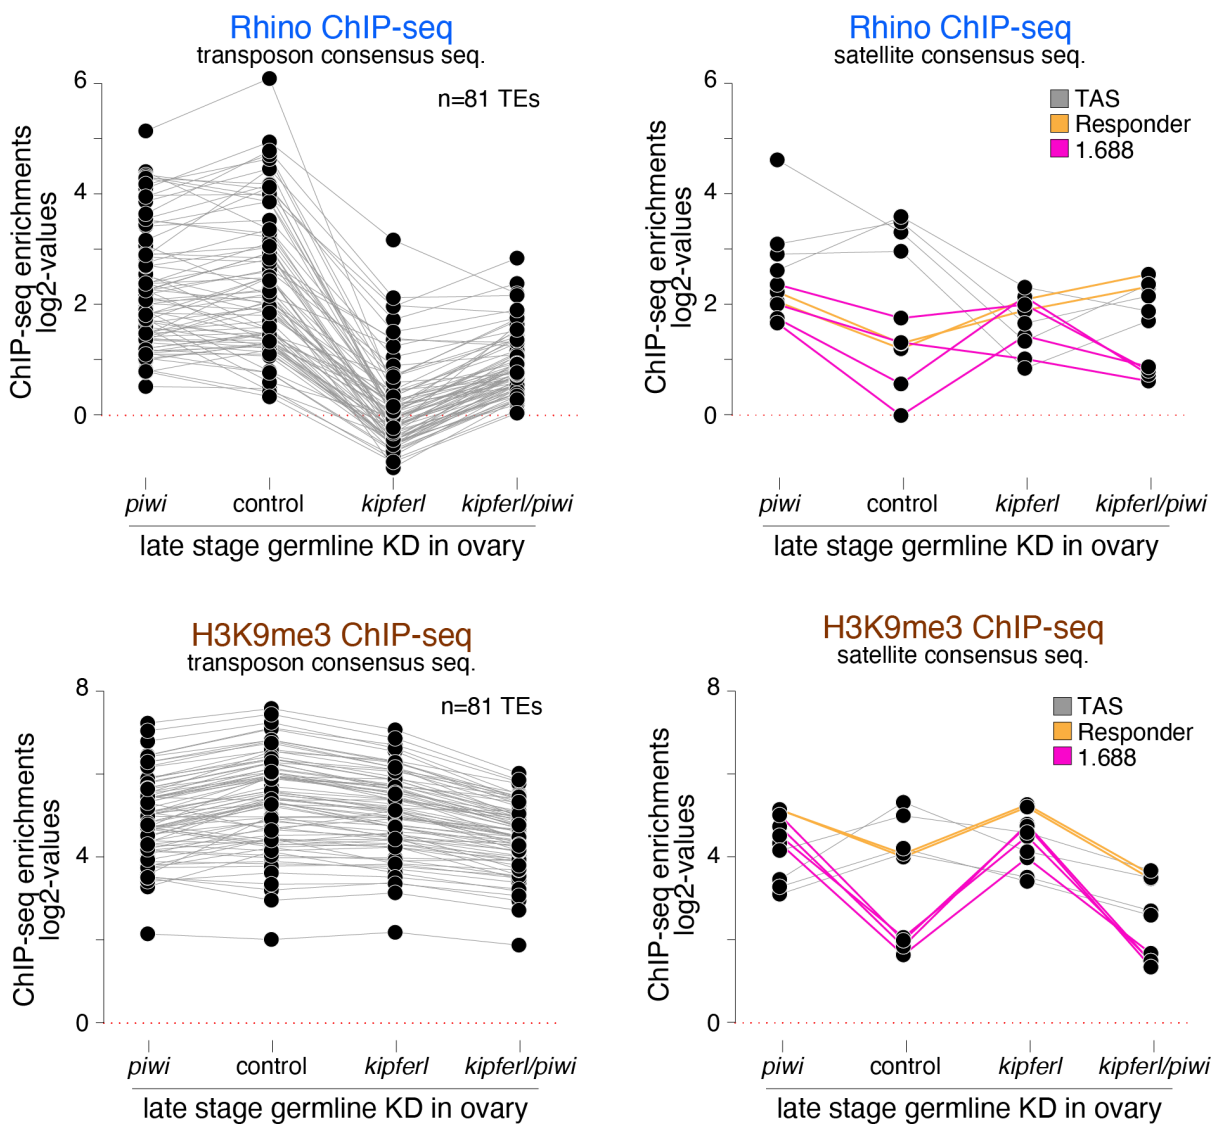 Rhino ChIP-seq
transposon consensus seq.
n=81 TEs
ChIP-seq enrichments
log2-values
6
4
2
0
piwi control kipferl kipferl/piwi
late stage germline KD in ovary
Rhino ChIP-seq
satellite consensus seq.
TAS
Responder
1.688
ChIP-seq enrichments
log2-values
6
4
2
0
piwi control kipferl kipferl/piwi
late stage germline KD in ovary
H3K9me3 ChIP-seq
transposon consensus seq.
n=81 TEs
ChIP-seq enrichments
log2-values
8
4
0
piwi control kipferl kipferl/piwi
late stage germline KD in ovary
H3K9me3 ChIP-seq
satellite consensus seq.
TAS
Responder
1.688
ChIP-seq enrichments
log2-values
8
4
0
piwi control kipferl kipferl/piwi
late stage germline KD in ovary